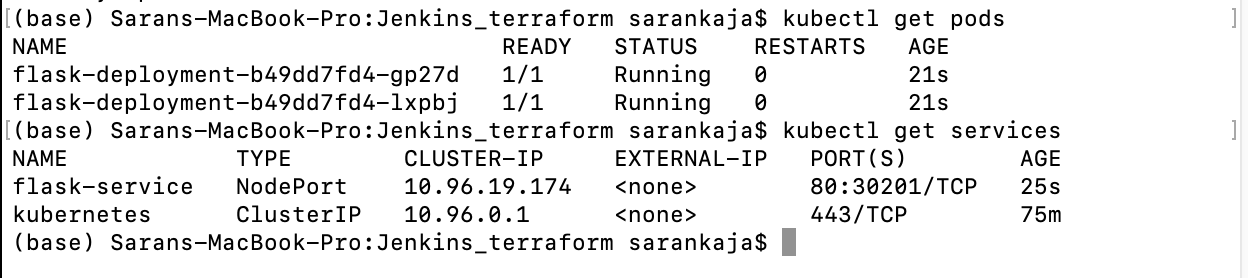 [(base) Sarans-MacBook-Pro:Jenkins_terraform sarankaja$ kubectl get pods ]
NAME READY STATUS RESTARTS AGE
flask-deployment-b49dd7fd4-gp27d 1/1 Running 0 21s
flask-deployment-b49dd7fd4-lxpbj 1/1 Running 0 21s
[(base) Sarans-MacBook-Pro:Jenkins_terraform sarankaja$ kubectl get services ]
NAME TYPE CLUSTER-IP EXTERNAL-IP PORT(S) AGE
flask-service NodePort 10.96.19.174 <none> 80:30201/TCP 25s
kubernetes ClusterIP 10.96.0.1 <none> 443/TCP 75m
(base) Sarans-MacBook-Pro:Jenkins_terraform sarankaja$